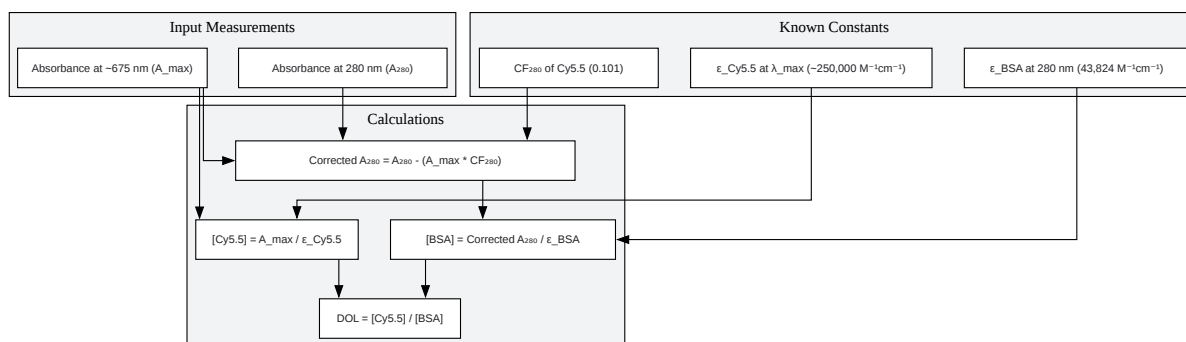 Input Measurements
Known Constants
Absorbance at ~675 nm (A_max)
Absorbance at 280 nm (A₂₈₀)
CF₂₈₀ of Cy5.5 (0.101)
ε_Cy5.5 at λ_max (~250,000 M⁻¹cm⁻¹)
ε_BSA at 280 nm (43,824 M⁻¹cm⁻¹)
Calculations
Corrected A₂₈₀ = A₂₈₀ - (A_max * CF₂₈₀)
[Cy5.5] = A_max / ε_Cy5.5
[BSA] = Corrected A₂₈₀ / ε_BSA
DOL = [Cy5.5] / [BSA]